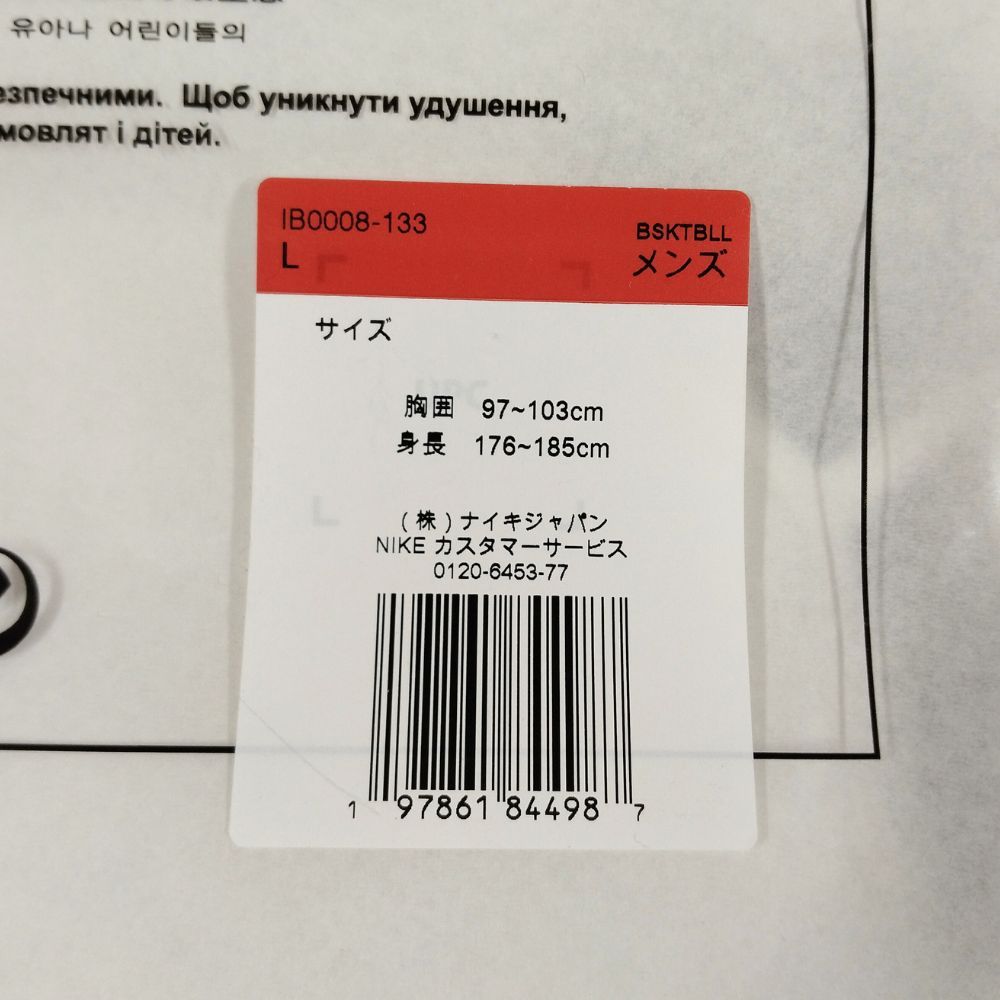 유아나 어린이들의
езпечними. Щоб уникнути удушення,
мовлят і дітей.
IB0008-133
BSKTBLL
L
メンズ
サイズ
胸囲 97~103cm
身長 176~185cm
(株)ナイキジャパン
NIKE カスタマーサービス
0120-6453-77
1 97861 84498 7